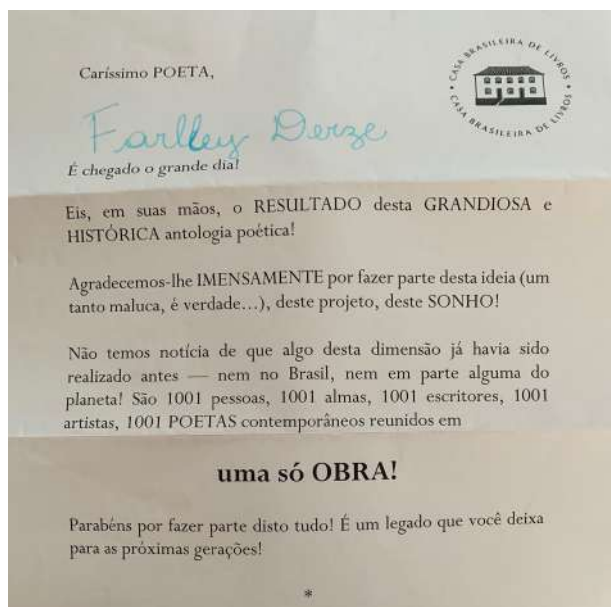 Caríssimo POETA,
CASA BRASILEIRA DE LIVROS • CASA BRASILEIRA DE LIVROS •
Farlley Derze
É chegado o grande dia!
Eis, em suas mãos, o RESULTADO desta GRANDIOSA e
HISTÓRICA antologia poética!
Agradecemos-lhe IMENSAMENTE por fazer parte desta ideia (um
tanto maluca, é verdade...), deste projeto, deste SONHO!
Não temos notícia de que algo desta dimensão já havia sido
realizado antes — nem no Brasil, nem em parte alguma do
planeta! São 1001 pessoas, 1001 almas, 1001 escritores, 1001
artistas, 1001 POETAS contemporâneos reunidos em
uma só OBRA!
Parabéns por fazer parte disto tudo! É um legado que você deixa
para as próximas gerações!
*